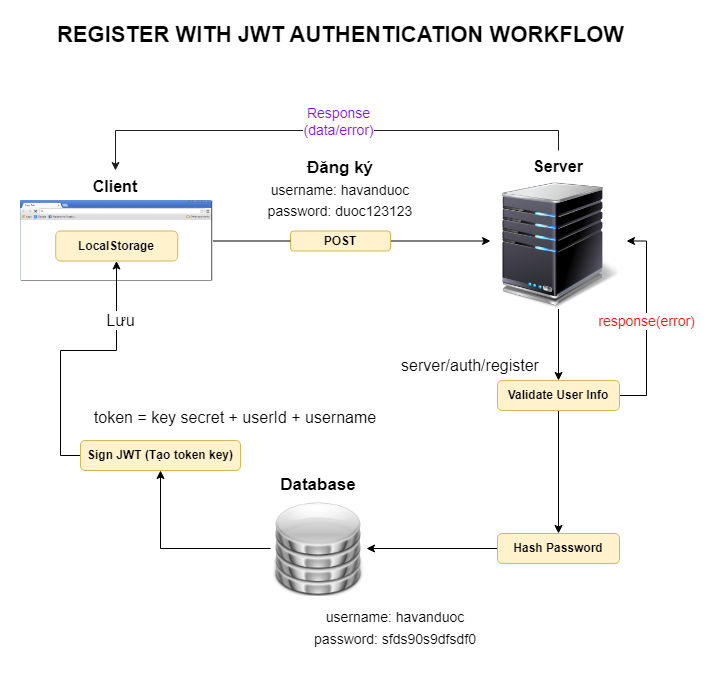 REGISTER WITH JWT AUTHENTICATION WORKFLOW
Response
(data/error)
Đăng ký
Server
Client
username: havanduoc
password: duoc123123
LocalStorage
POST
Lưu
response(error)
server/auth/register
Validate User Info
token = key secret + userId + username
Sign JWT (Tạo token key)
Database
Hash Password
username: havanduoc
password: sfds90s9dfsdf0